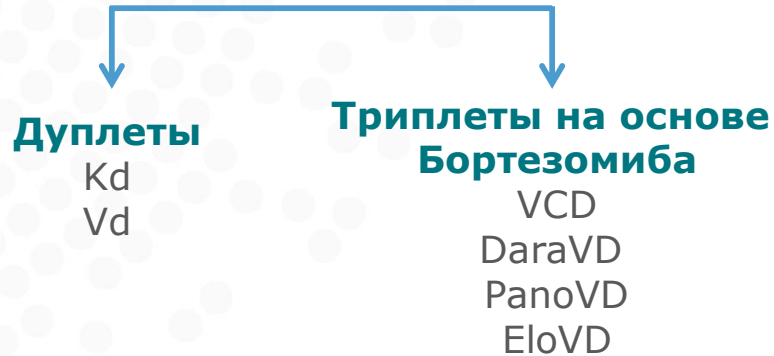 Дуплеты
Kd
Vd
Триплеты на основе
Бортезомиба
VCD
DaraVD
PanoVD
EloVD